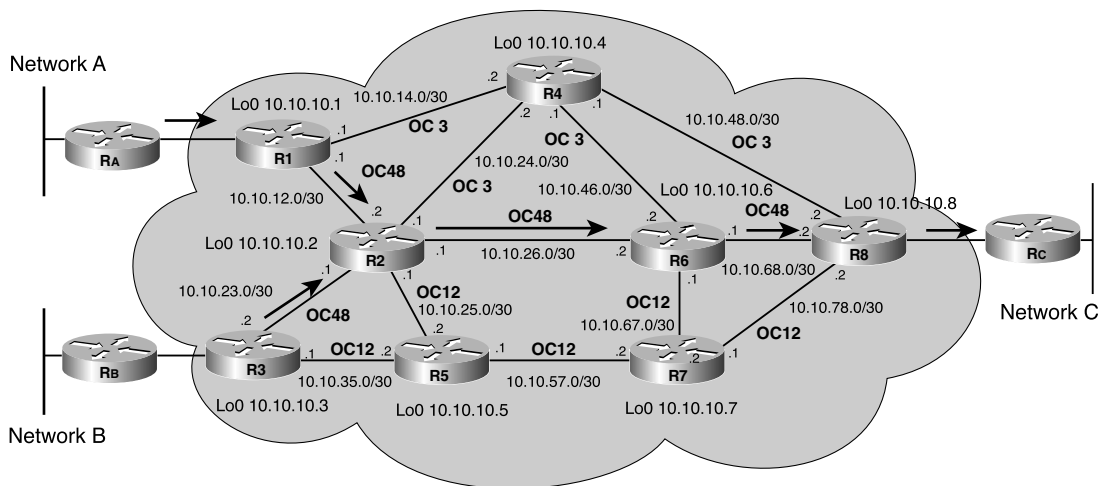 Lo0 10.10.10.4
Network A
.2
R4
10.10.14.0/30
.1
Lo0 10.10.10.1
.2
.1
10.10.48.0/30
.1
OC 3
OC 3
OC 3
RA
R1
.1
10.10.24.0/30
OC48
OC 3
10.10.46.0/30
Lo0 10.10.10.6
10.10.12.0/30
OC48
Lo0 10.10.10.8
.2
.1
OC48
.2
.1
.2
.2
Lo0 10.10.10.2
R2
.1
10.10.26.0/30
.2
R6
R8
RC
.1
.1
.1
10.10.68.0/30
.2
10.10.23.0/30
OC12
OC12
10.10.78.0/30
Network C
OC48
10.10.25.0/30
10.10.67.0/30
.2
.2
OC12
RB
R3
.1
OC12
.2
R5
.1
OC12
.2
.2
R7
.1
10.10.35.0/30
10.10.57.0/30
Lo0 10.10.10.3
Lo0 10.10.10.5
Lo0 10.10.10.7
Network B